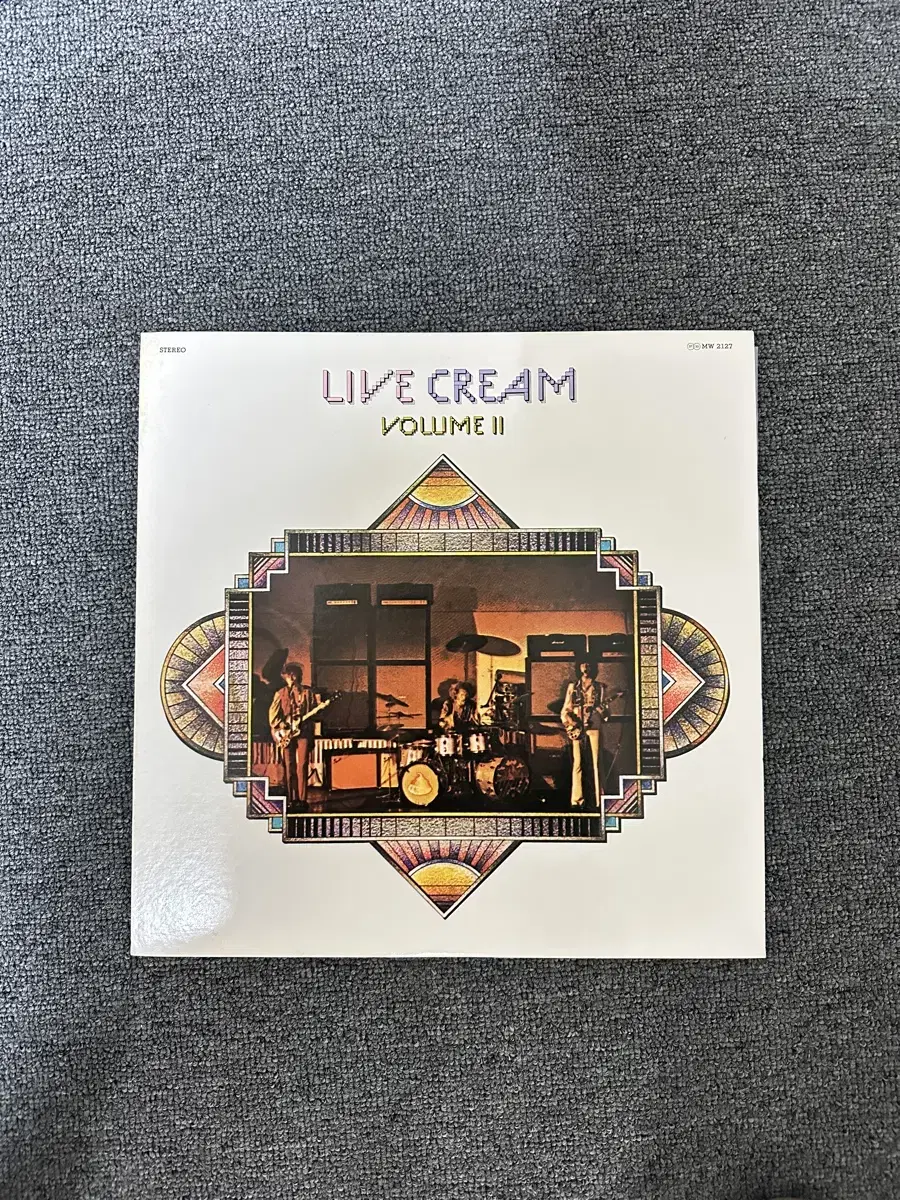 STEREO
MW 2127
LIVE CREAM
VOLUME II